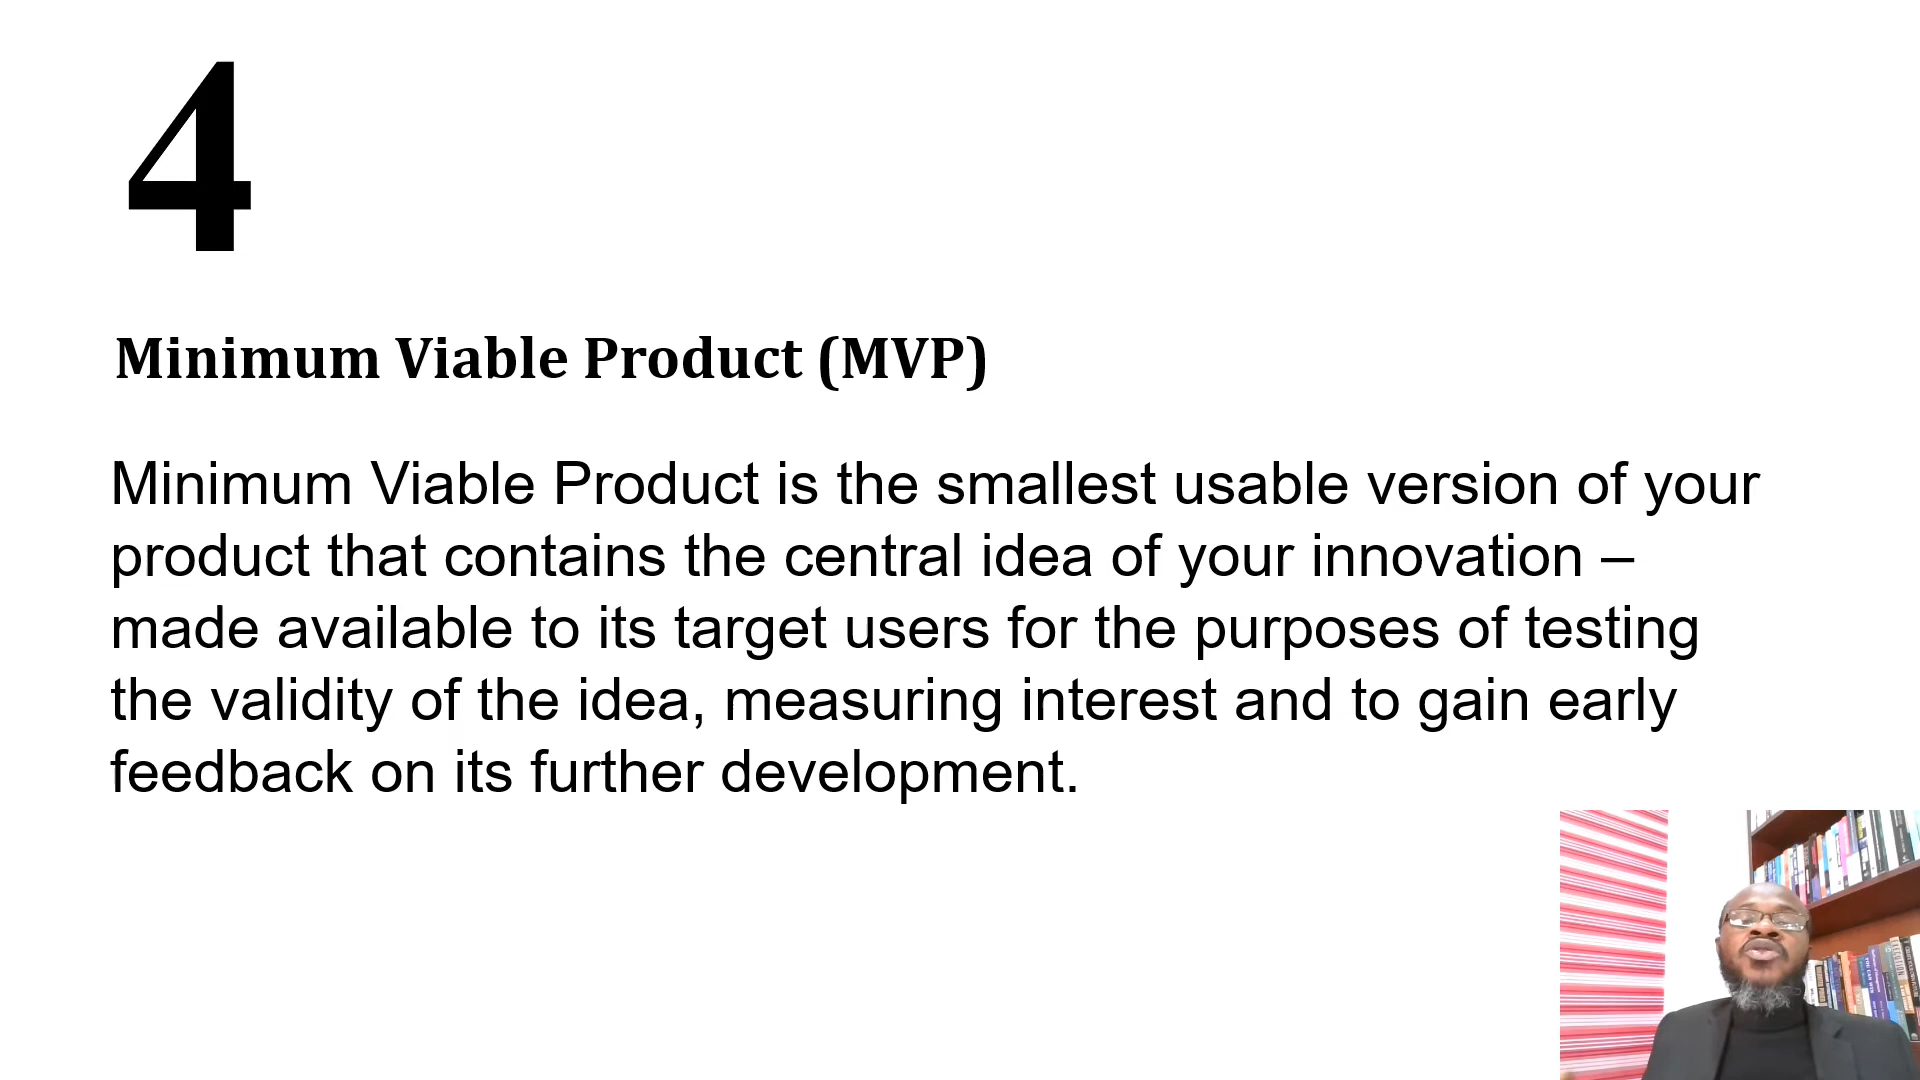 4
Minimum Viable Product (MVP)
Minimum Viable Product is the smallest usable version of your
product that contains the central idea of your innovation –
made available to its target users for the purposes of testing
the validity of the idea, measuring interest and to gain early
feedback on its further development.